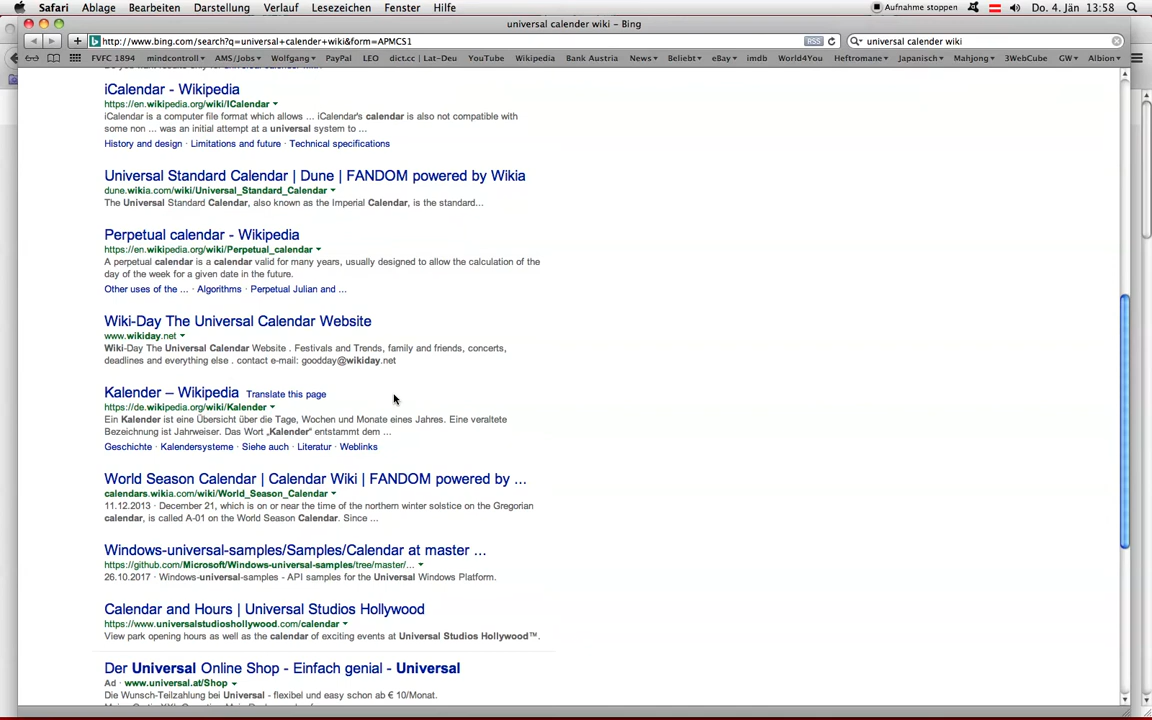 Safari Ablage Bearbeiten Darstellung Verlauf Lesezeichen Fenster Hilfe Aufnahme stoppen Do. 4. Jän 13:58
universal calender wiki – Bing
http://www.bing.com/search?q=universal+calender+wiki&form=APMCS1 RSS universal calender wiki
FVFC 1894 mindcontroll AMS/Jobs Wolfgang PayPal LEO dict.cc | Lat-Deu YouTube Wikipedia Bank Austria News Beliebt eBay imdb World4You Heftromane Japanisch Mahjong 3WebCube GW Albion
iCalendar - Wikipedia
https://en.wikipedia.org/wiki/ICalendar
iCalendar is a computer file format which allows ... iCalendar's calendar is also not compatible with
some non ... was an initial attempt at a universal system to ...
History and design · Limitations and future · Technical specifications
Universal Standard Calendar | Dune | FANDOM powered by Wikia
dune.wikia.com/wiki/Universal_Standard_Calendar
The Universal Standard Calendar, also known as the Imperial Calendar, is the standard...
Perpetual calendar - Wikipedia
https://en.wikipedia.org/wiki/Perpetual_calendar
A perpetual calendar is a calendar valid for many years, usually designed to allow the calculation of the
day of the week for a given date in the future.
Other uses of the ... · Algorithms · Perpetual Julian and ...
Wiki-Day The Universal Calendar Website
www.wikiday.net
Wiki-Day The Universal Calendar Website . Festivals and Trends, family and friends, concerts,
deadlines and everything else . contact e-mail: goodday@wikiday.net
Kalender – Wikipedia Translate this page
https://de.wikipedia.org/wiki/Kalender
Ein Kalender ist eine Übersicht über die Tage, Wochen und Monate eines Jahres. Eine veraltete
Bezeichnung ist Jahrweiser. Das Wort „Kalender“ entstammt dem ...
Geschichte · Kalendersysteme · Siehe auch · Literatur · Weblinks
World Season Calendar | Calendar Wiki | FANDOM powered by ...
calendars.wikia.com/wiki/World_Season_Calendar
11.12.2013 · December 21, which is on or near the time of the northern winter solstice on the Gregorian
calendar, is called A-01 on the World Season Calendar. Since ...
Windows-universal-samples/Samples/Calendar at master ...
https://github.com/Microsoft/Windows-universal-samples/tree/master/...
26.10.2017 · Windows-universal-samples - API samples for the Universal Windows Platform.
Calendar and Hours | Universal Studios Hollywood
https://www.universalstudioshollywood.com/calendar
View park opening hours as well as the calendar of exciting events at Universal Studios Hollywood™.
Der Universal Online Shop - Einfach genial - Universal
Ad · www.universal.at/Shop
Die Wunsch-Teilzahlung bei Universal - flexibel und easy schon ab € 10/Monat.